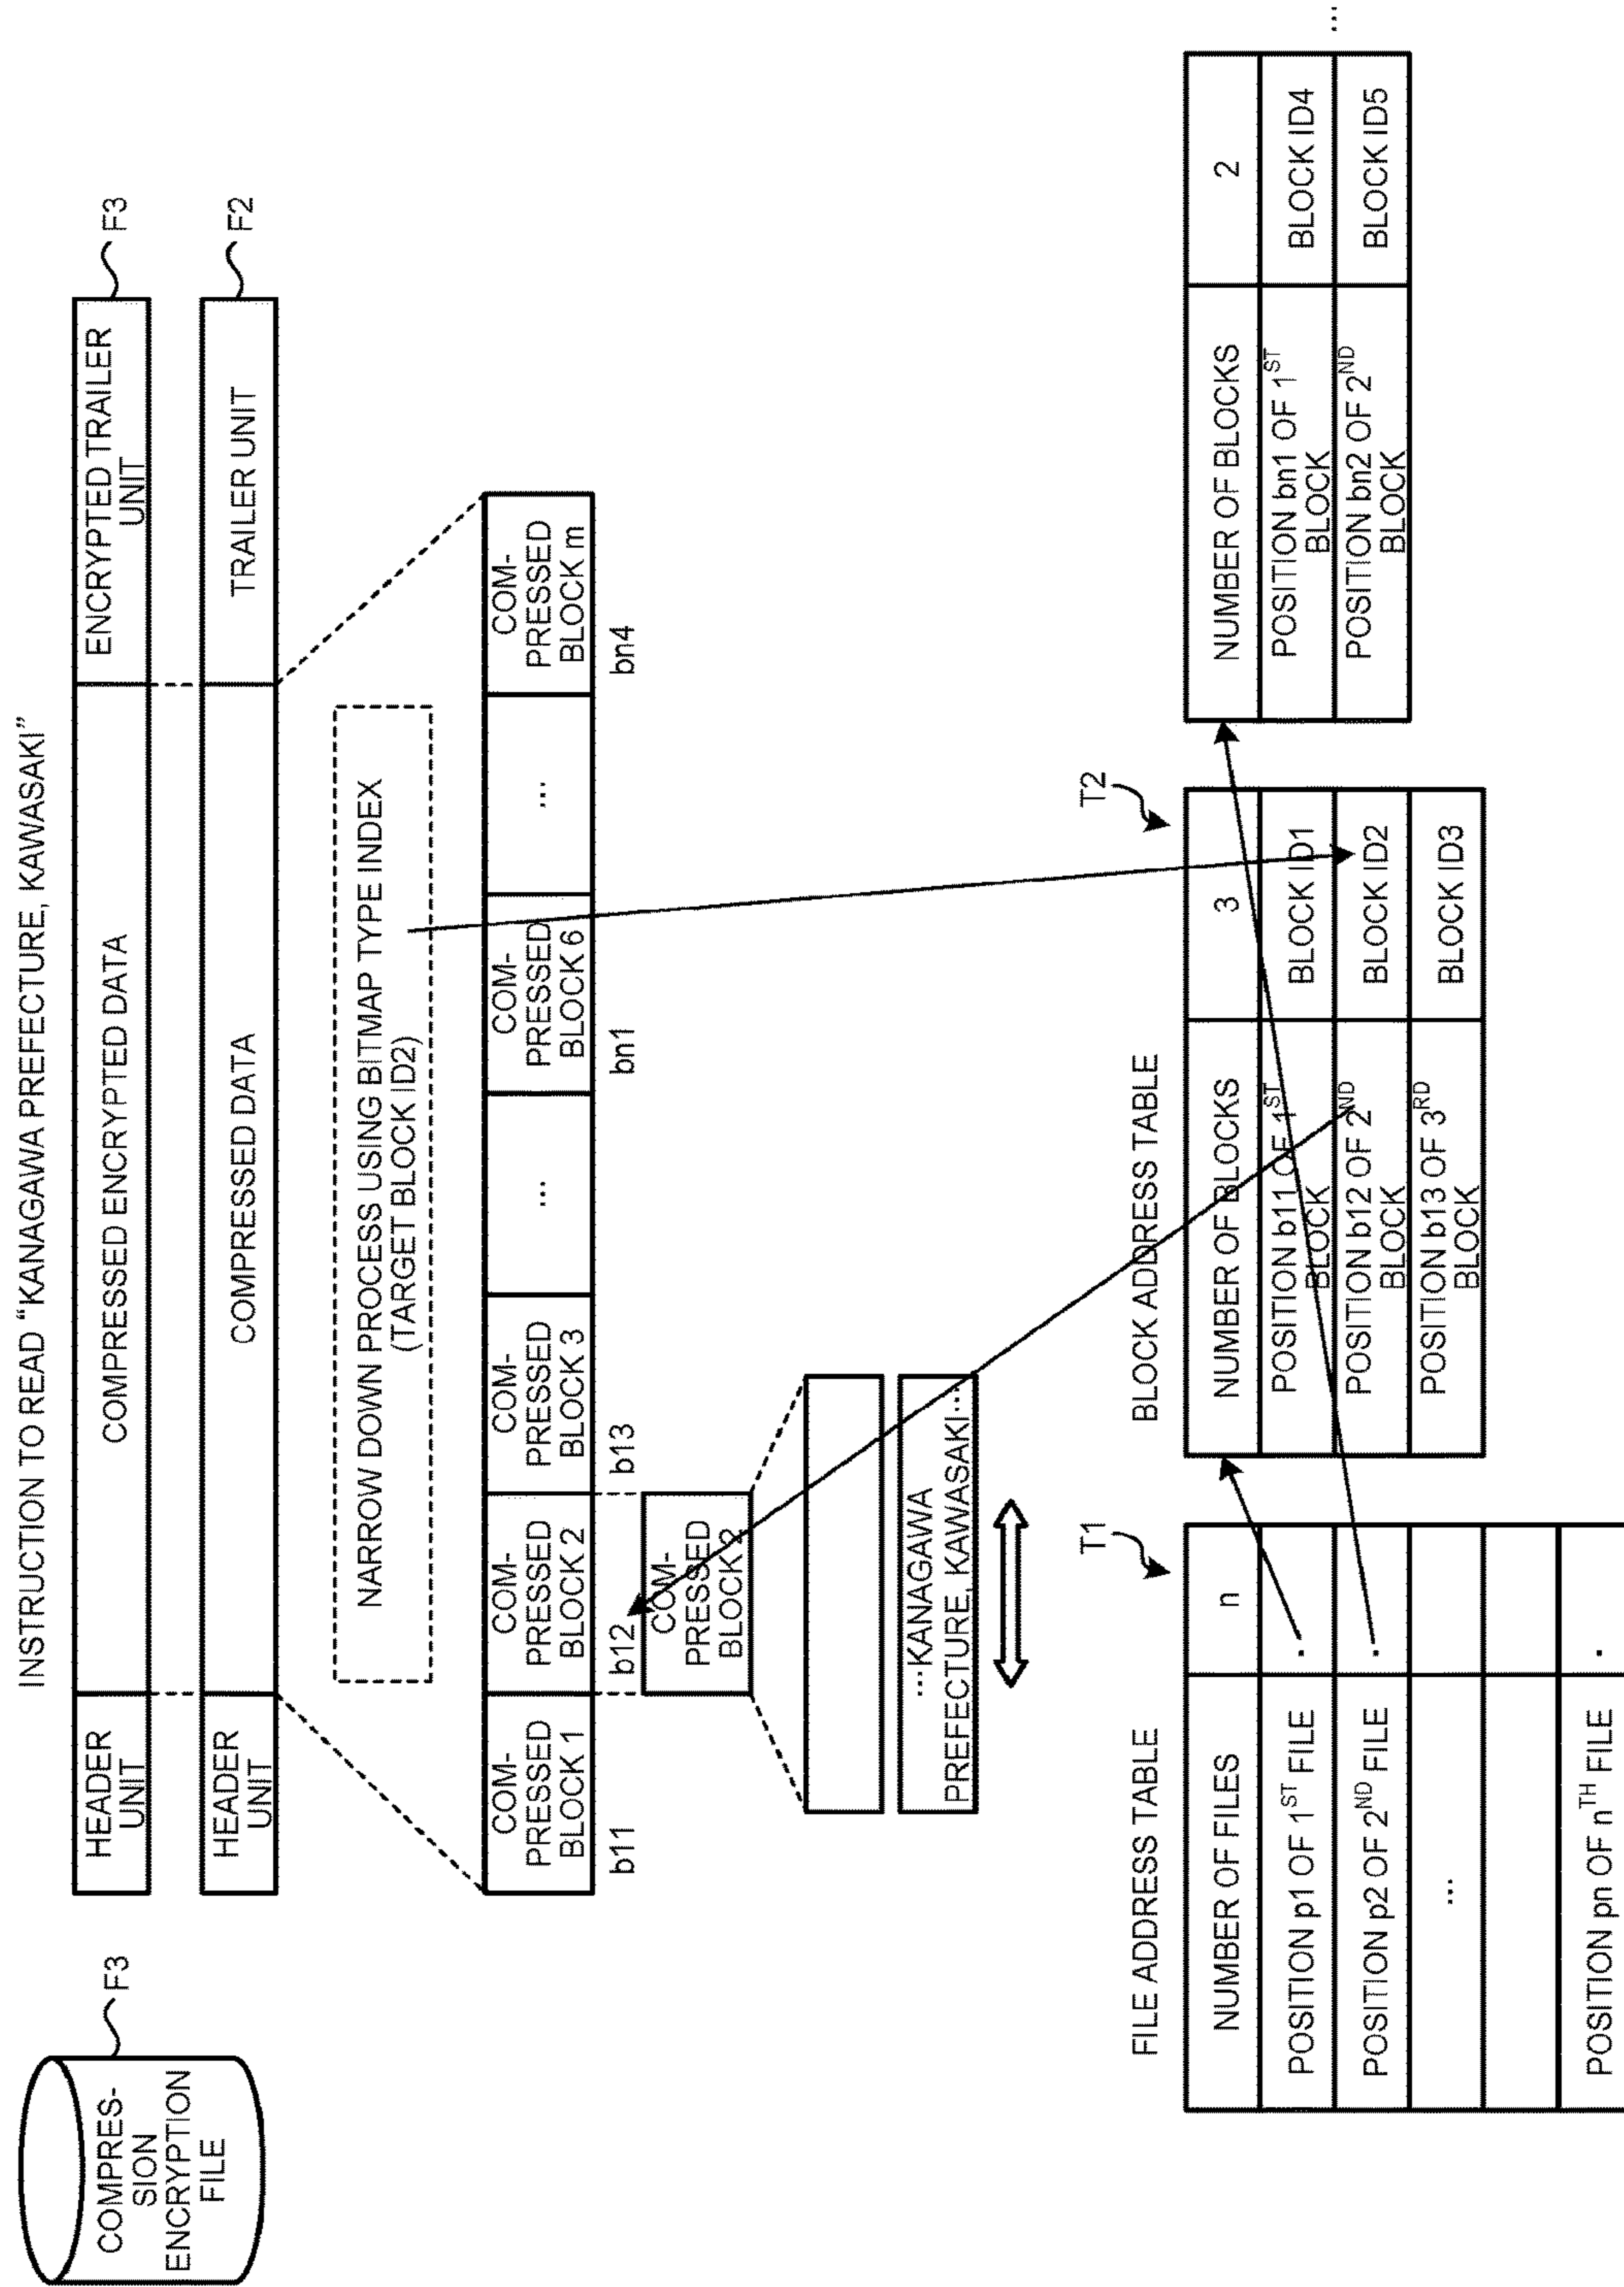 INSTRUCTION TO READ “KANAGAWA PREFECTURE, KAWASAKI”
COMPRES-
SION
ENCRYPTION
FILE
F3
HEADER
UNIT
COMPRESSED ENCRYPTED DATA
ENCRYPTED TRAILER
UNIT
F3
HEADER
UNIT
COMPRESSED DATA
TRAILER UNIT
F2
NARROW DOWN PROCESS USING BITMAP TYPE INDEX
(TARGET BLOCK ID2)
COM-
PRESSED
BLOCK 1
COM-
PRESSED
BLOCK 2
COM-
PRESSED
BLOCK 3
...
COM-
PRESSED
BLOCK 6
...
COM-
PRESSED
BLOCK m
b11
b12
b13
bn1
bn4
COM-
PRESSED
BLOCK 2
...KANAGAWA
PREFECTURE, KAWASAKI...
FILE ADDRESS TABLE
T1
NUMBER OF FILES
n
POSITION p1 OF 1ST FILE
.
POSITION p2 OF 2ND FILE
.
...
POSITION pn OF nTH FILE
.
BLOCK ADDRESS TABLE
T2
NUMBER OF BLOCKS
3
POSITION b11 OF 1ST
BLOCK
BLOCK ID1
POSITION b12 OF 2ND
BLOCK
BLOCK ID2
POSITION b13 OF 3RD
BLOCK
BLOCK ID3
NUMBER OF BLOCKS
2
POSITION bn1 OF 1ST
BLOCK
BLOCK ID4
POSITION bn2 OF 2ND
BLOCK
BLOCK ID5
...